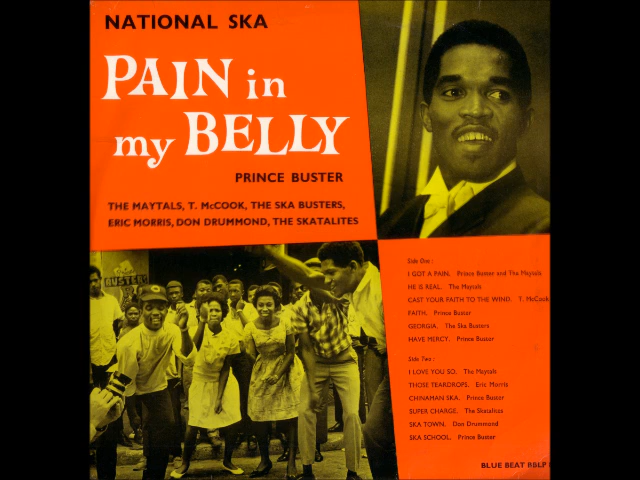 NATIONAL SKA
PAIN in
my BELLY
PRINCE BUSTER
THE MAYTALS, T. McCOOK, THE SKA BUSTERS,
ERIC MORRIS, DON DRUMMOND, THE SKATALITES
BUSTER'S
Side One:
I GOT A PAIN. Prince Buster and The Maytals
HE IS REAL. The Maytals
CAST YOUR FAITH TO THE WIND. T. McCook
FAITH. Prince Buster
GEORGIA. The Ska Busters
HAVE MERCY. Prince Buster
Side Two:
I LOVE YOU SO. The Maytals
THOSE TEARDROPS. Eric Morris
CHINAMAN SKA. Prince Buster
SUPER CHARGE. The Skatalites
SKA TOWN. Don Drummond
SKA SCHOOL. Prince Buster
BLUE BEAT BBLP